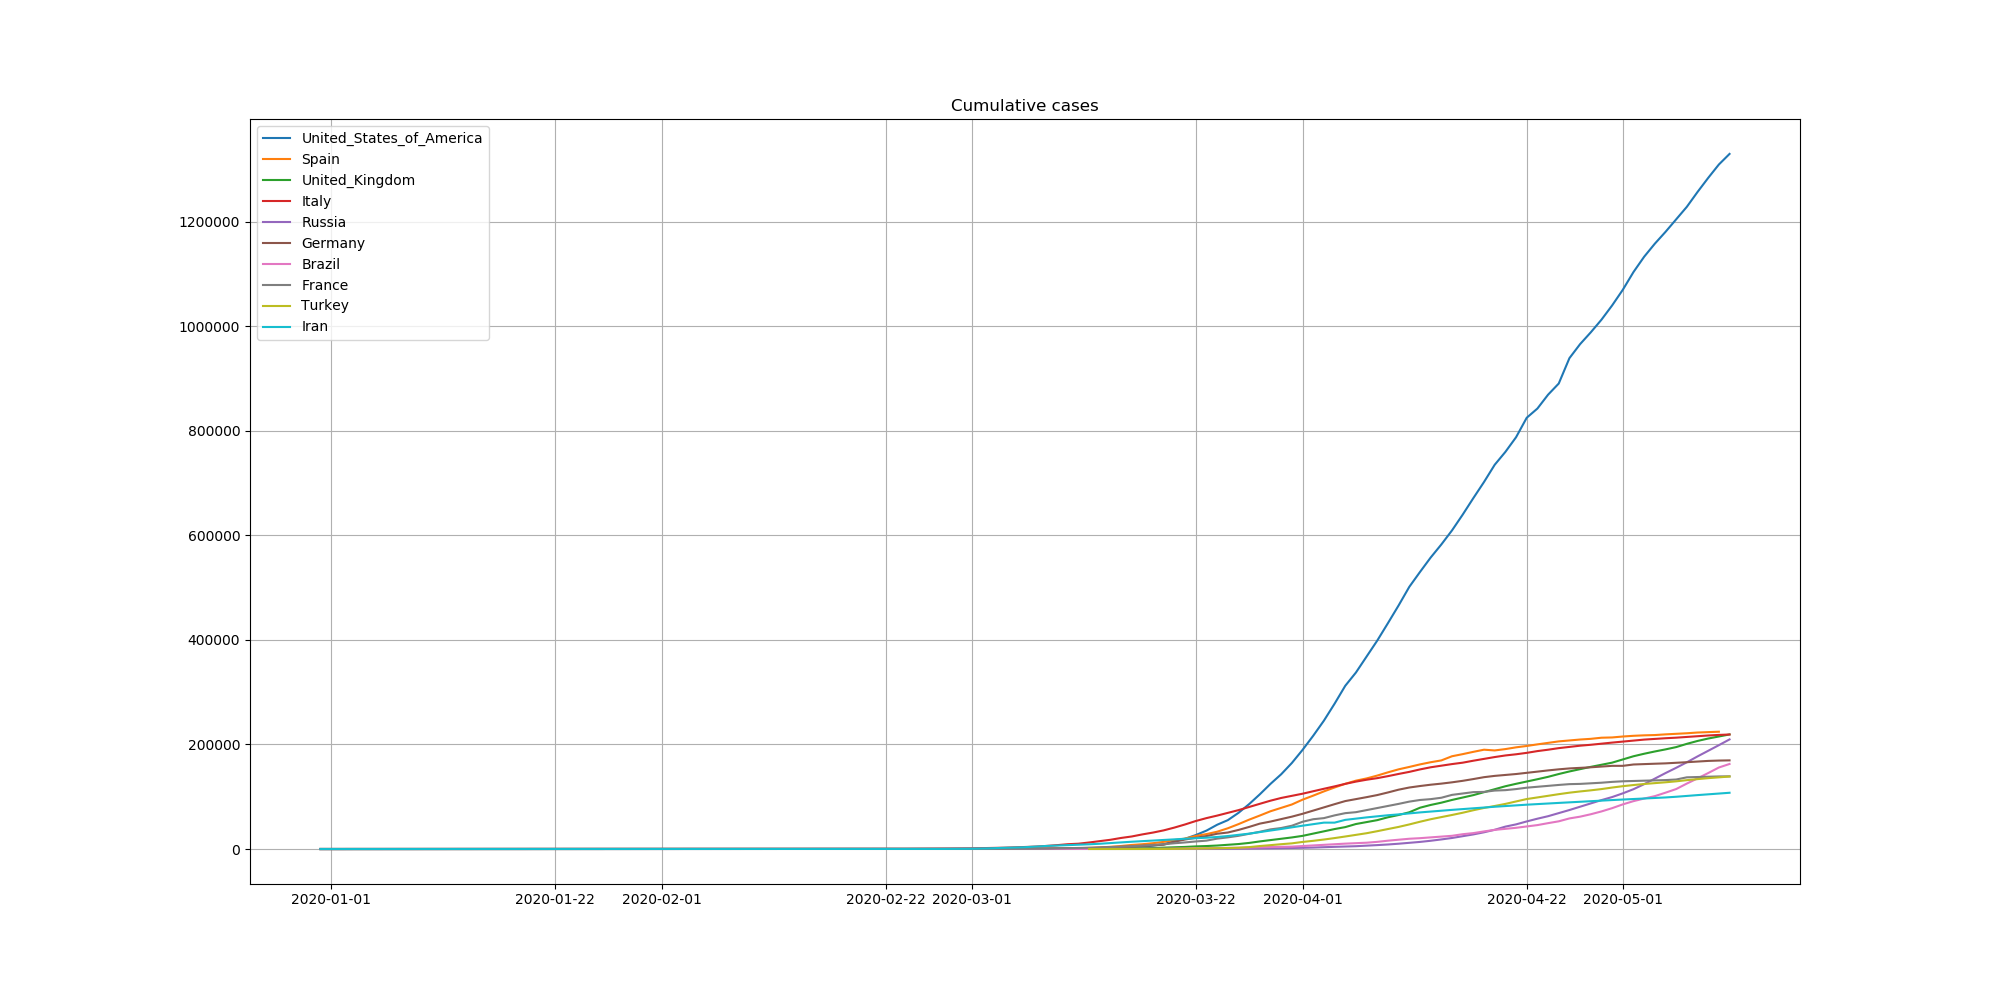 Cumulative cases
United_States_of_America
Spain
United_Kingdom
Italy
Russia
Germany
Brazil
France
Turkey
Iran
1200000
1000000
800000
600000
400000
200000
0
2020-01-01 2020-01-22 2020-02-01 2020-02-22 2020-03-01 2020-03-22 2020-04-01 2020-04-22 2020-05-01